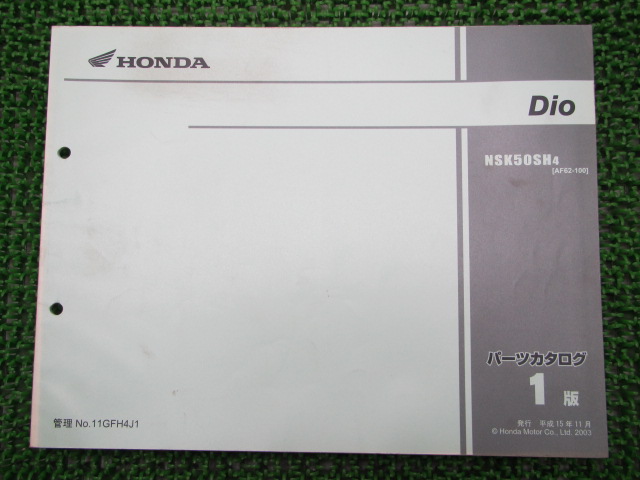 HONDA
Dio
NSK50SH4
[AF62-100]
パーツカタログ
1版
管理 No.11GFH4J1
発行 平成15年11月
© Honda Motor Co., Ltd. 2003